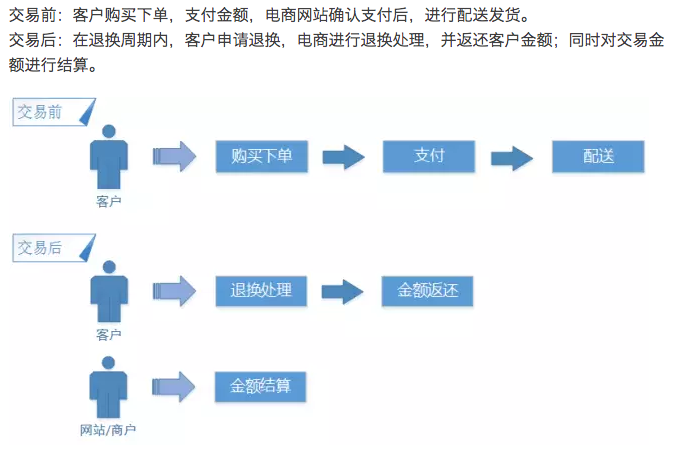 交易前：客户购买下单，支付金额，电商网站确认支付后，进行配送发货。
交易后：在退换周期内，客户申请退换，电商进行退换处理，并返还客户金额；同时对交易金
额进行结算。
交易前
购买下单
支付
配送
客户
交易后
退换处理
金额返还
客户
金额结算
网站/商户